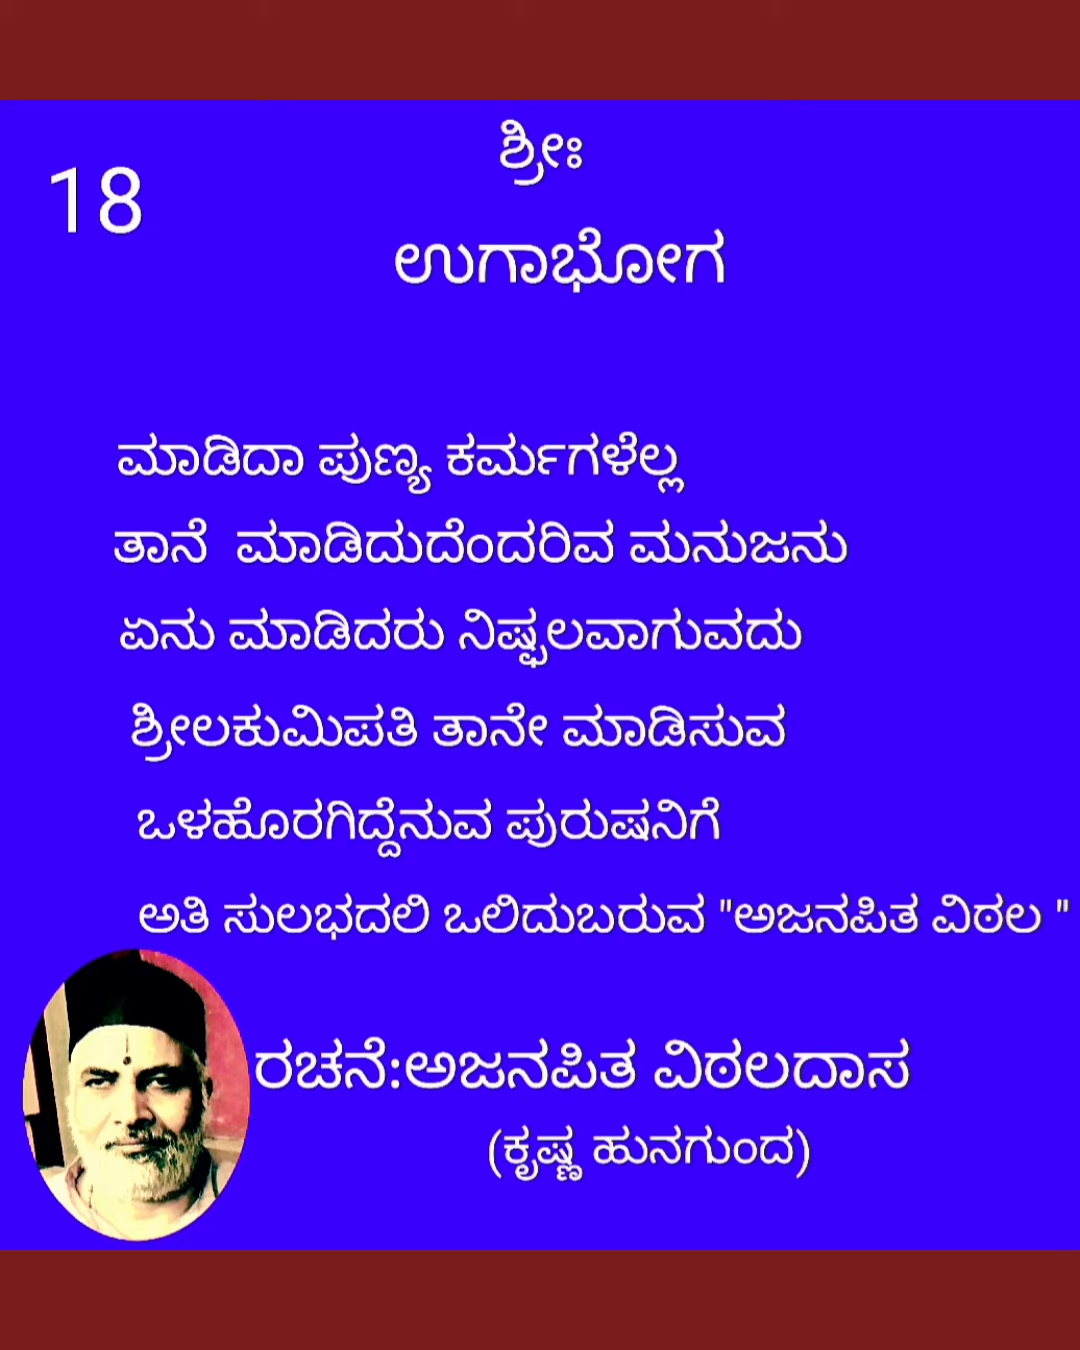 ಶ್ರೀಃ
18
ಉಗಾಭೋಗ
ಮಾಡಿದಾ ಪುಣ್ಯ ಕರ್ಮಗಳೆಲ್ಲ
ತಾನೆ ಮಾಡಿದುದೆಂದರಿವ ಮನುಜನು
ಏನು ಮಾಡಿದರು ನಿಷ್ಫಲವಾಗುವದು
ಶ್ರೀಲಕುಮಿಪತಿ ತಾನೇ ಮಾಡಿಸುವ
ಒಳಹೊರಗಿದ್ದೆನುವ ಪುರುಷನಿಗೆ
ಅತಿ ಸುಲಭದಲಿ ಒಲಿದುಬರುವ "ಅಜನಪಿತ ವಿಠಲ "
ರಚನೆ:ಅಜನಪಿತ ವಿಠಲದಾಸ
(ಕೃಷ್ಣ ಹುನಗುಂದ)